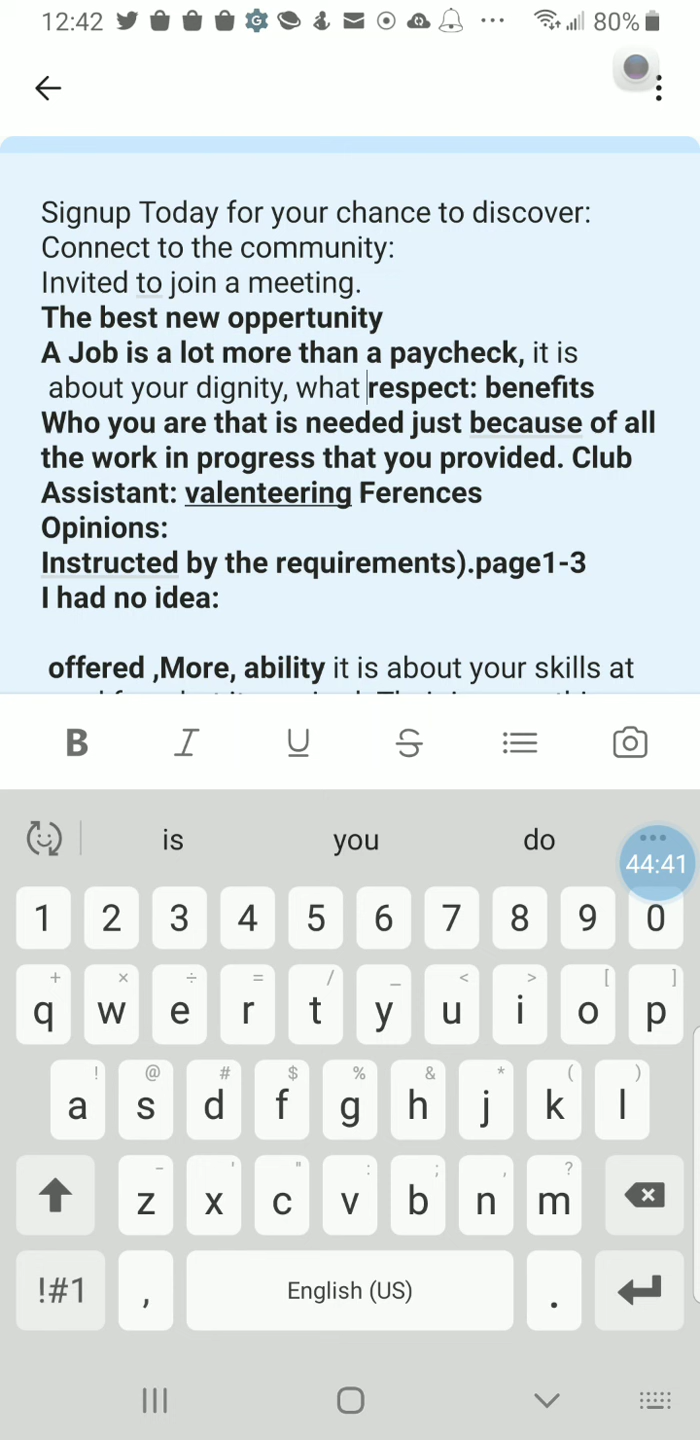 12:42 80%
Signup Today for your chance to discover:
Connect to the community:
Invited to join a meeting.
The best new oppertunity
A Job is a lot more than a paycheck, it is
about your dignity, what respect: benefits
Who you are that is needed just because of all
the work in progress that you provided. Club
Assistant: valenteering Ferences
Opinions:
Instructed by the requirements).page1-3
I had no idea:
offered ,More, ability it is about your skills at
B I U S
is you do
44:41
1 2 3 4 5 6 7 8 9 0
+ × ÷ = / _ < > [ ]
q w e r t y u i o p
! @ # $ % & * ( )
a s d f g h j k l
- ' " : ; , ?
z x c v b n m
!#1 , English (US) .